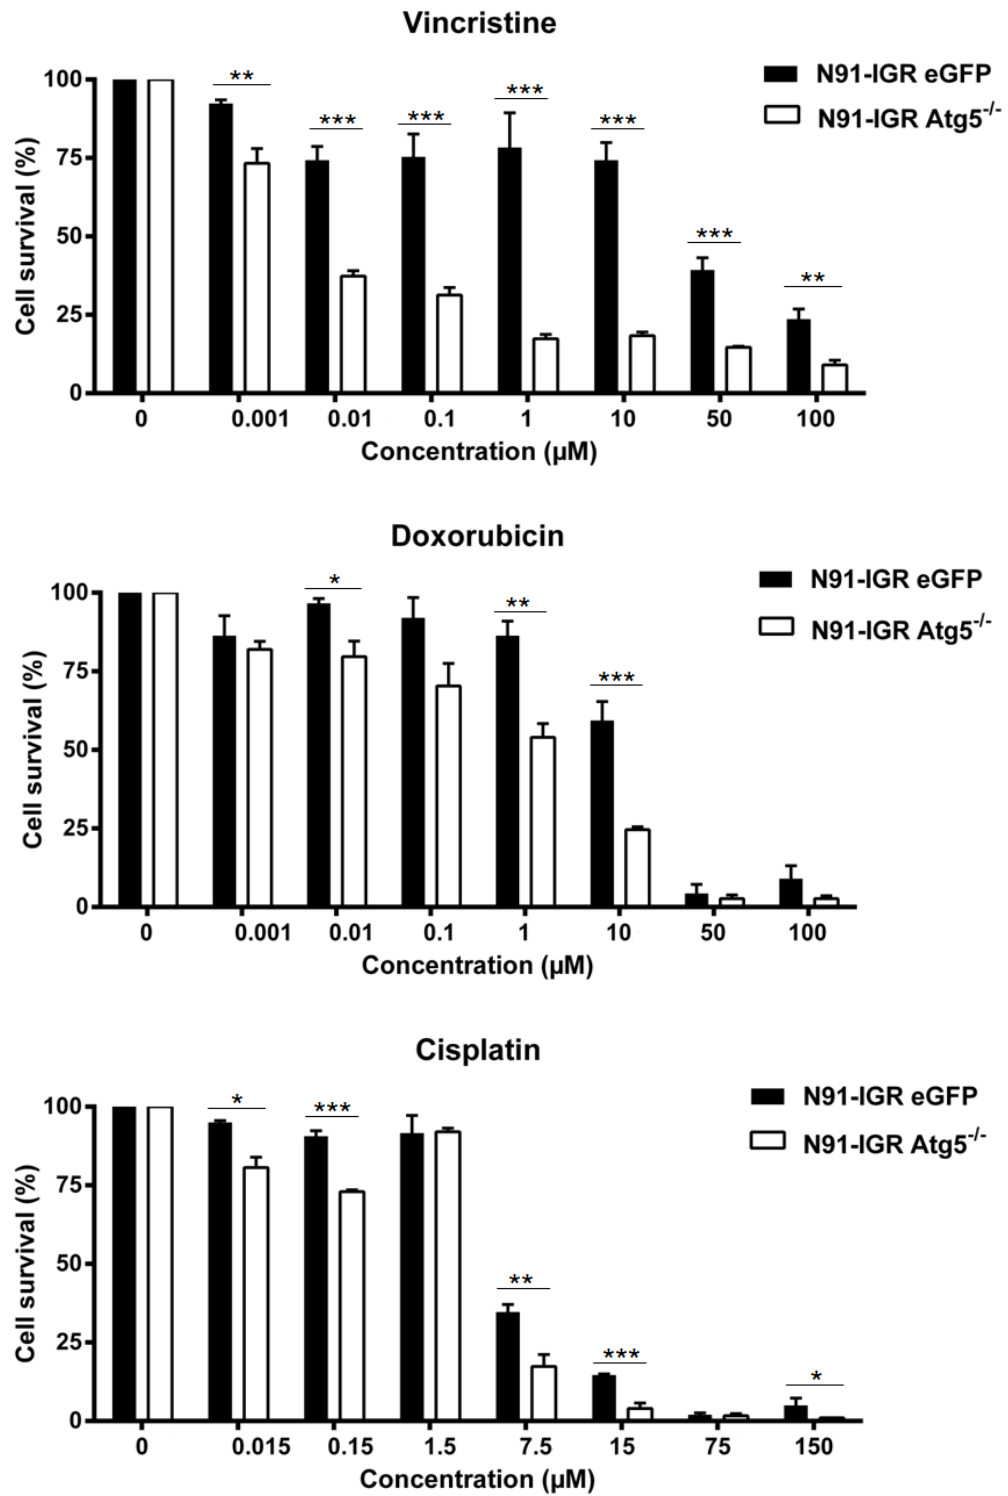 Vincristine
N91-IGR eGFP
N91-IGR Atg5-/-
Cell survival (%)
100
75
50
25
0
** *** *** *** *** *** **
0 0.001 0.01 0.1 1 10 50 100
Concentration (µM)
Doxorubicin
N91-IGR eGFP
N91-IGR Atg5-/-
Cell survival (%)
100
75
50
25
0
* ** ***
0 0.001 0.01 0.1 1 10 50 100
Concentration (µM)
Cisplatin
N91-IGR eGFP
N91-IGR Atg5-/-
Cell survival (%)
100
75
50
25
0
* *** ** *** *
0 0.015 0.15 1.5 7.5 15 75 150
Concentration (µM)